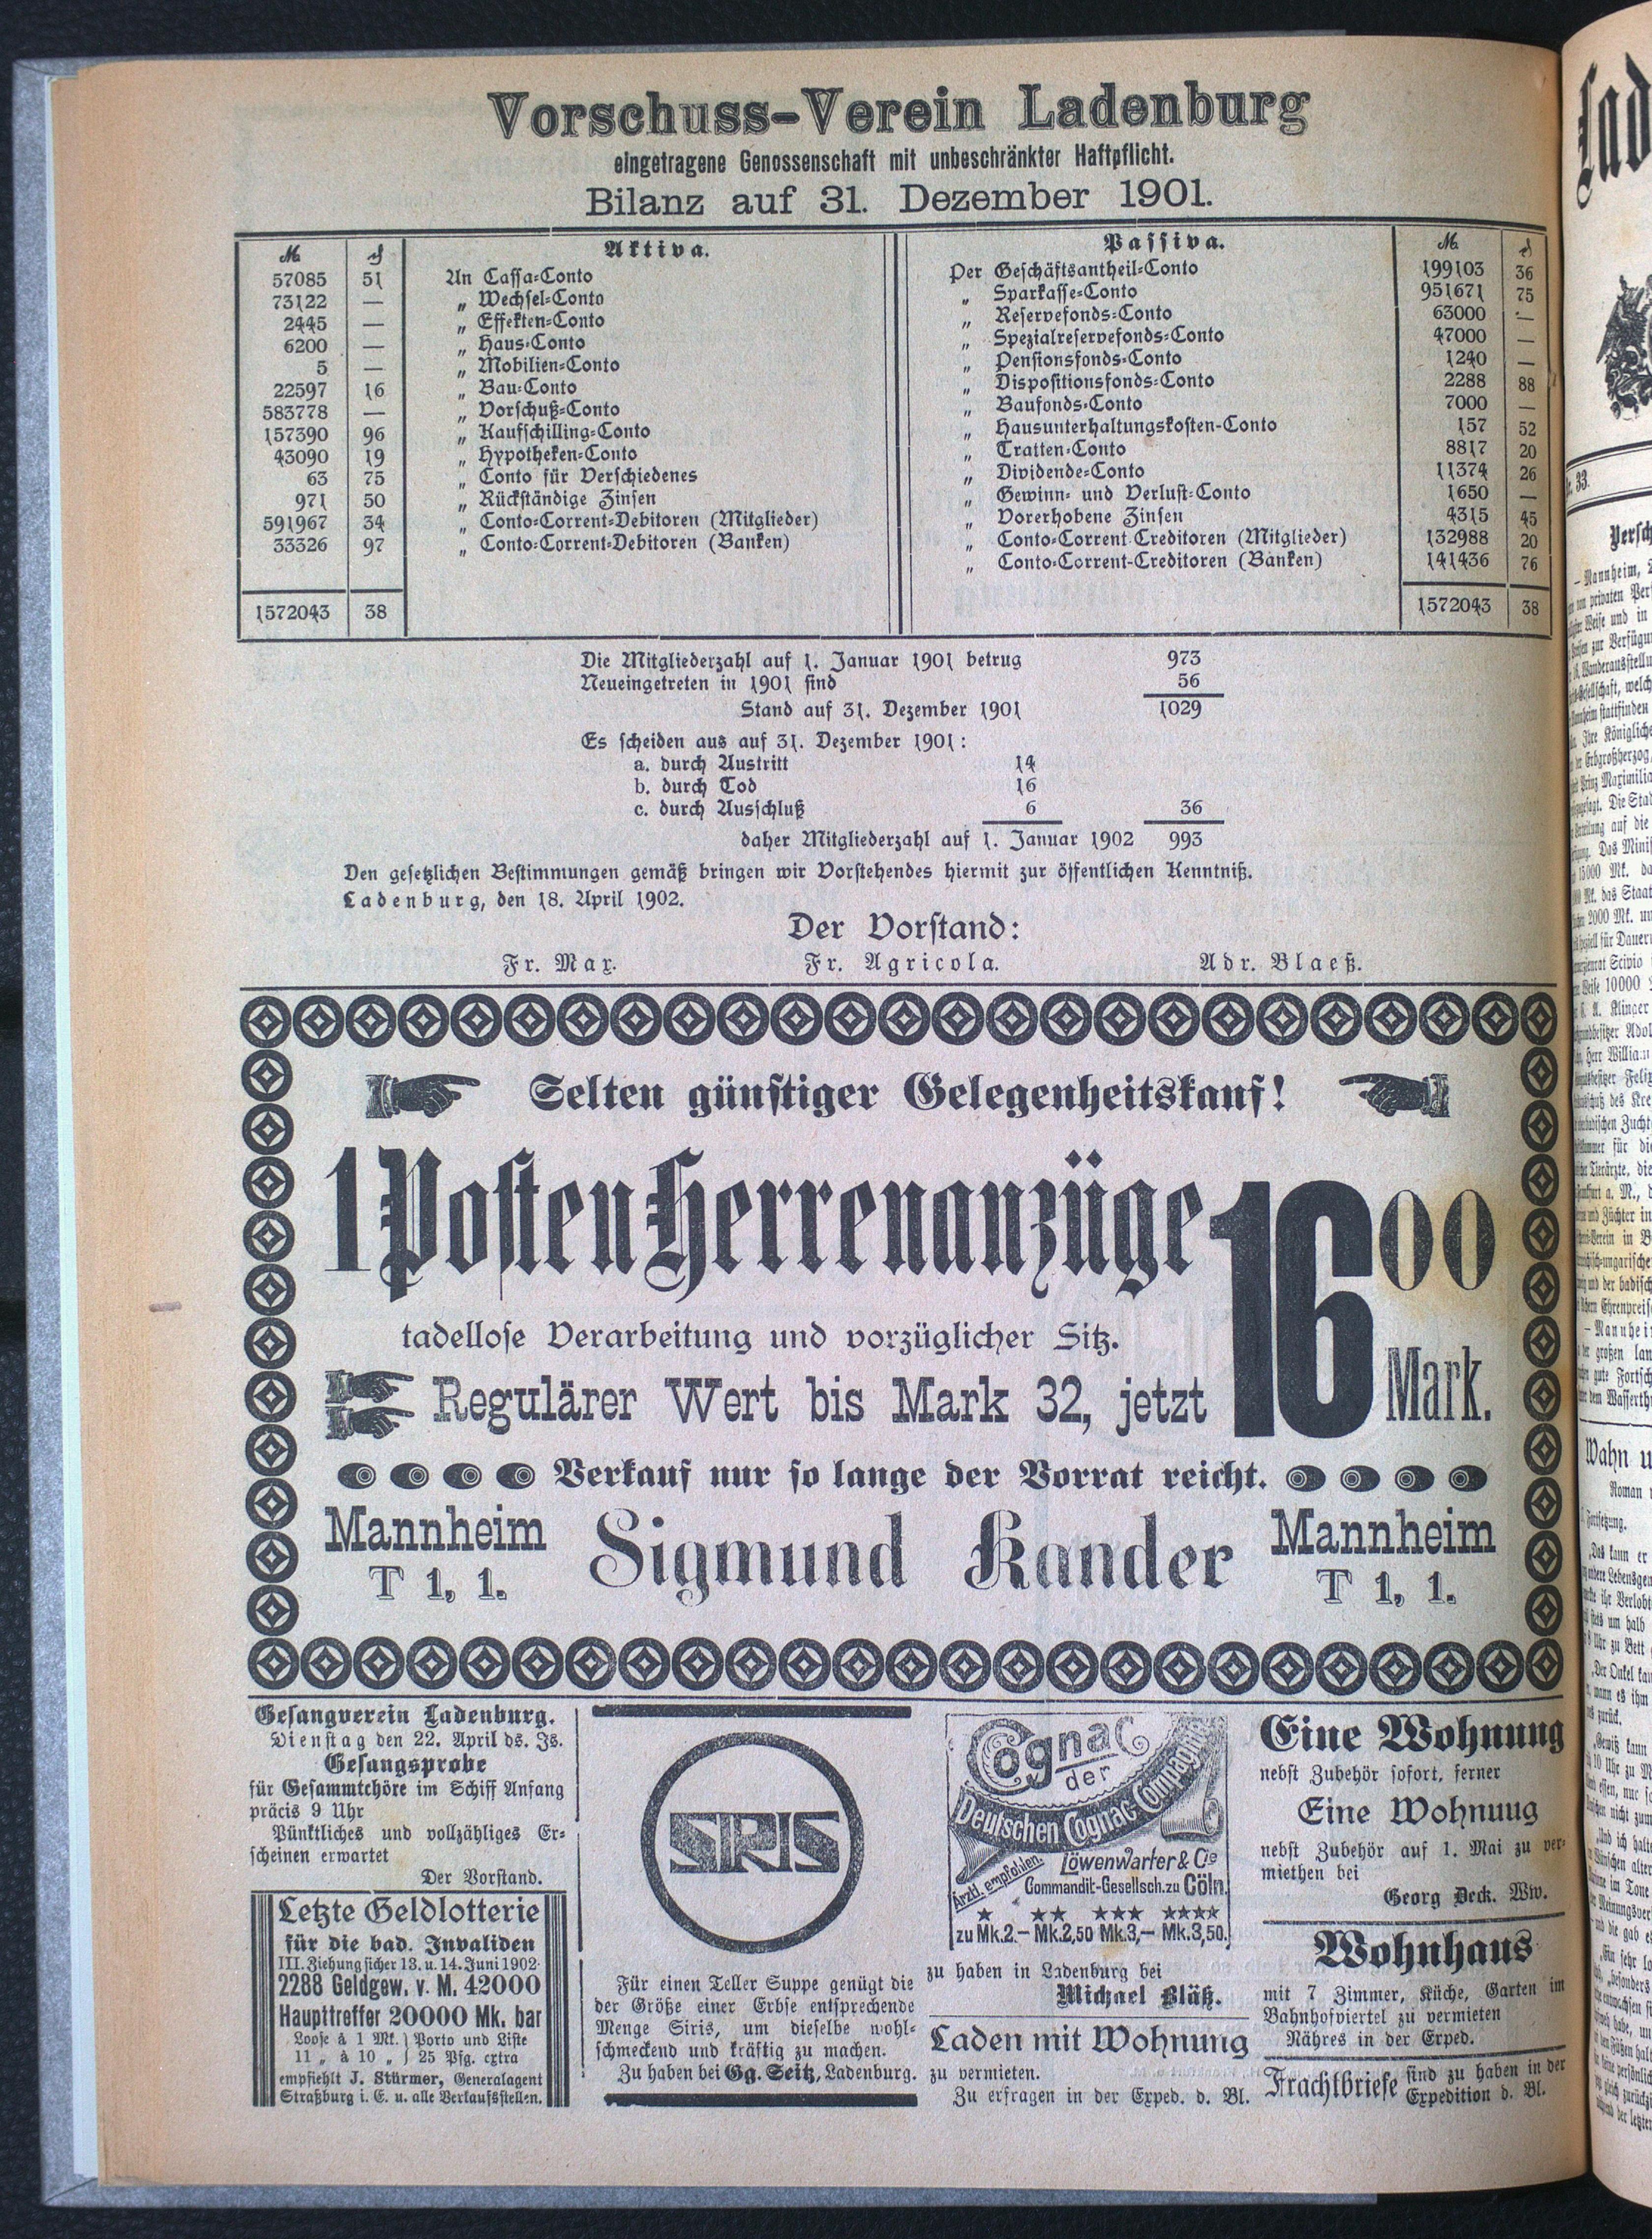 Vorschuss-Verein Ladenburg
eingetragene Genossenschaft mit unbeschränkter Haftpflicht.
Bilanz auf 31. Dezember 1901.
M. ₰ Aktiva.
57085 51 An Cassa-Conto
73122 — „ Wechsel-Conto
2445 — „ Effekten-Conto
6200 — „ Haus-Conto
5 — „ Mobilien-Conto
22597 16 „ Bau-Conto
583778 — „ Vorschuß-Conto
157390 96 „ Kaufschilling-Conto
43090 19 „ Hypotheken-Conto
63 75 „ Conto für Verschiedenes
971 50 „ Rückständige Zinsen
591967 34 „ Conto-Corrent-Debitoren (Mitglieder)
33326 97 „ Conto-Corrent-Debitoren (Banken)
1572043 38
Passiva. M. ₰
Per Geschäftsantheil-Conto 199103 36
„ Sparkasse-Conto 951671 75
„ Reservefonds-Conto 63000 —
„ Spezialreservefonds-Conto 47000 —
„ Pensionsfonds-Conto 1240 —
„ Dispositionsfonds-Conto 2288 88
„ Baufonds-Conto 7000 —
„ Hausunterhaltungskosten-Conto 157 52
„ Tratten-Conto 8817 20
„ Dividende-Conto 11374 26
„ Gewinn- und Verlust-Conto 1650 —
„ Vorerhobene Zinsen 4315 45
„ Conto-Corrent Creditoren (Mitglieder) 132988 20
„ Conto-Corrent-Creditoren (Banken) 141436 76
1572043 38
Die Mitgliederzahl auf 1. Januar 1901 betrug 973
Neueingetreten in 1901 sind 56
Stand auf 31. Dezember 1901 1029
Es scheiden aus auf 31. Dezember 1901:
a. durch Austritt 14
b. durch Tod 16
c. durch Ausschluß 6 36
daher Mitgliederzahl auf 1. Januar 1902 993
Den gesetzlichen Bestimmungen gemäß bringen wir Vorstehendes hiermit zur öffentlichen Kenntniß.
Ladenburg, den 18. April 1902.
Der Vorstand:
Fr. Max. Fr. Agricola. Adr. Blaeß.
Selten günstiger Gelegenheitskauf!
1 Posten Herrenanzüge 16 00
tadellose Verarbeitung und vorzüglicher Sitz.
Regulärer Wert bis Mark 32, jetzt Mark.
Verkauf nur so lange der Vorrat reicht.
Mannheim Sigmund Kander Mannheim
T 1, 1. T 1, 1.
Gesangverein Ladenburg.
Dienstag den 22. April ds. Js.
Gesangsprobe
für Gesammtchöre im Schiff Anfang
präcis 9 Uhr
Pünktliches und vollzähliges Er-
scheinen erwartet
Der Vorstand.
Letzte Geldlotterie
für die bad. Invaliden
III. Ziehung sicher 13. u. 14. Juni 1902.
2288 Geldgew. v. M. 42000
Haupttreffer 20000 Mk. bar
Loose à 1 Mk. } Porto und Liste
11 „ à 10 „ } 25 Pfg. extra
empfiehlt J. Stürmer, Generalagent
Straßburg i. E. u. alle Verkaufsstellen.
SIRIS
Für einen Teller Suppe genügt die
der Größe einer Erbse entsprechende
Menge Siris, um dieselbe wohl-
schmeckend und kräftig zu machen.
Zu haben bei Gg. Seitz, Ladenburg.
Cognac
der
Deutschen Cognac-Compagnie
Ärztl. empfohlen.
Löwenwarter & Cie
Commandit-Gesellsch. zu Cöln.
★ ★★ ★★★ ★★★★
zu Mk. 2.— Mk. 2,50 Mk. 3,— Mk. 3,50.
zu haben in Ladenburg bei
Michael Bläß.
Laden mit Wohnung
zu vermieten.
Zu erfragen in der Exped. d. Bl.
Eine Wohnung
nebst Zubehör sofort, ferner
Eine Wohnuug
nebst Zubehör auf 1. Mai zu ver-
miethen bei
Georg Deck. Ww.
Wohnhaus
mit 7 Zimmer, Küche, Garten im
Bahnhofviertel zu vermieten
Nähres in der Exped.
Frachtbriefe sind zu haben in der
Expedition d. Bl.